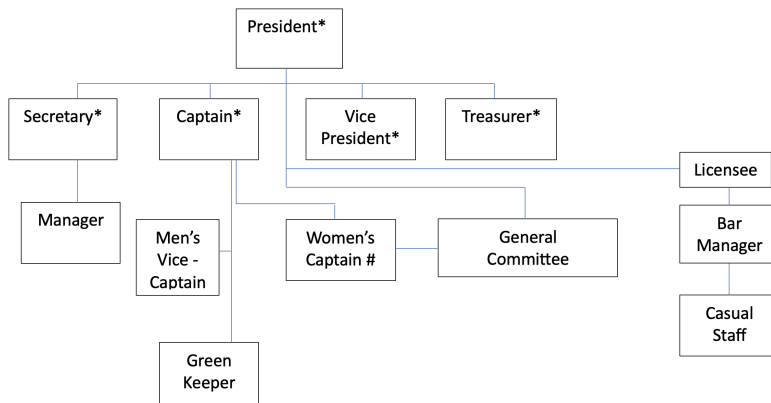 President*
Secretary*
Captain*
Vice
President*
Treasurer*
Licensee
Manager
Men’s
Vice -
Captain
Women’s
Captain #
General
Committee
Bar
Manager
Casual
Staff
Green
Keeper